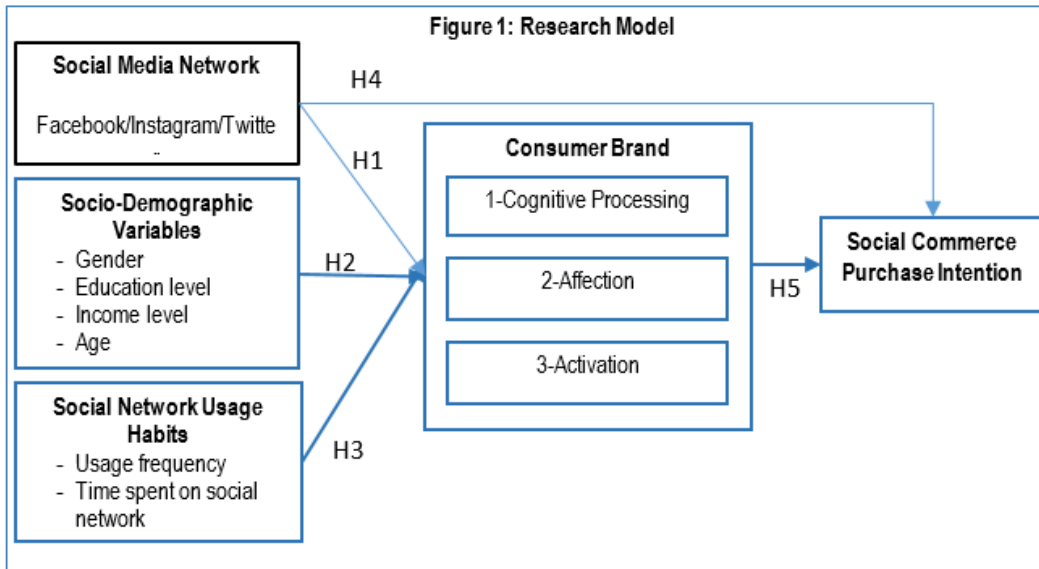 Figure 1: Research Model
Social Media Network
Facebook/Instagram/Twitte
..
H4
H1
Socio-Demographic
Variables
- Gender
- Education level
- Income level
- Age
H2
Social Network Usage
Habits
- Usage frequency
- Time spent on social
network
H3
Consumer Brand
1-Cognitive Processing
2-Affection
3-Activation
H5
Social Commerce
Purchase Intention